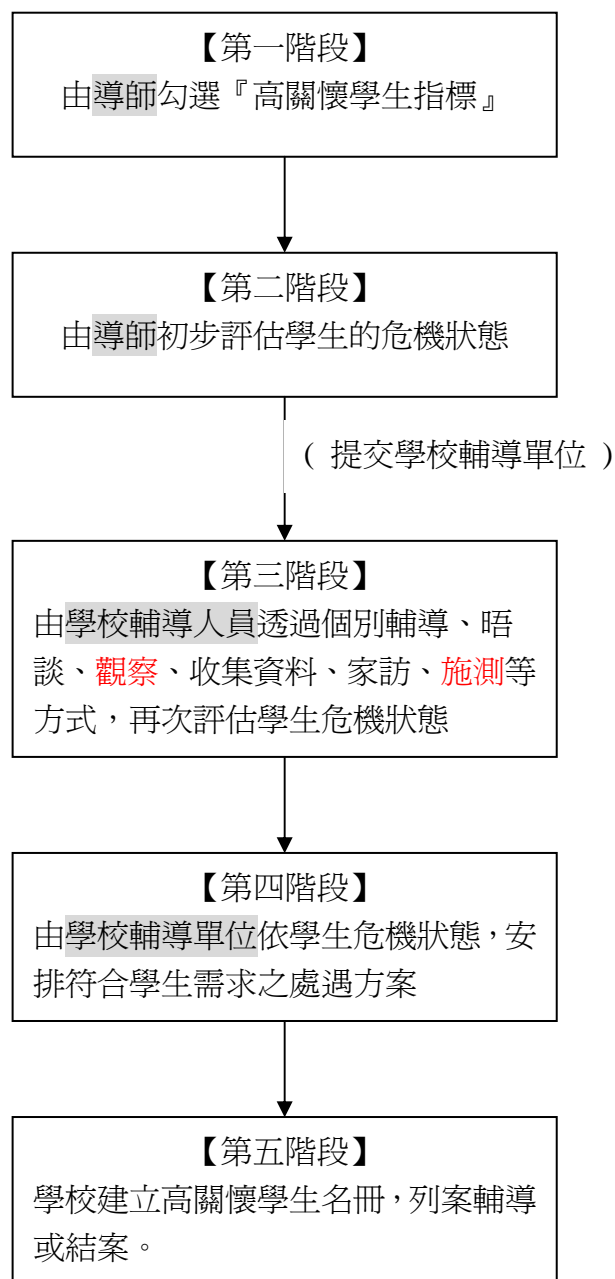 【第一階段】
由導師勾選『高關懷學生指標』
【第二階段】
由導師初步評估學生的危機狀態
( 提交學校輔導單位 )
【第三階段】
由學校輔導人員透過個別輔導、晤
談、觀察、收集資料、家訪、施測等
方式，再次評估學生危機狀態
【第四階段】
由學校輔導單位依學生危機狀態，安
排符合學生需求之處遇方案
【第五階段】
學校建立高關懷學生名冊，列案輔導
或結案。